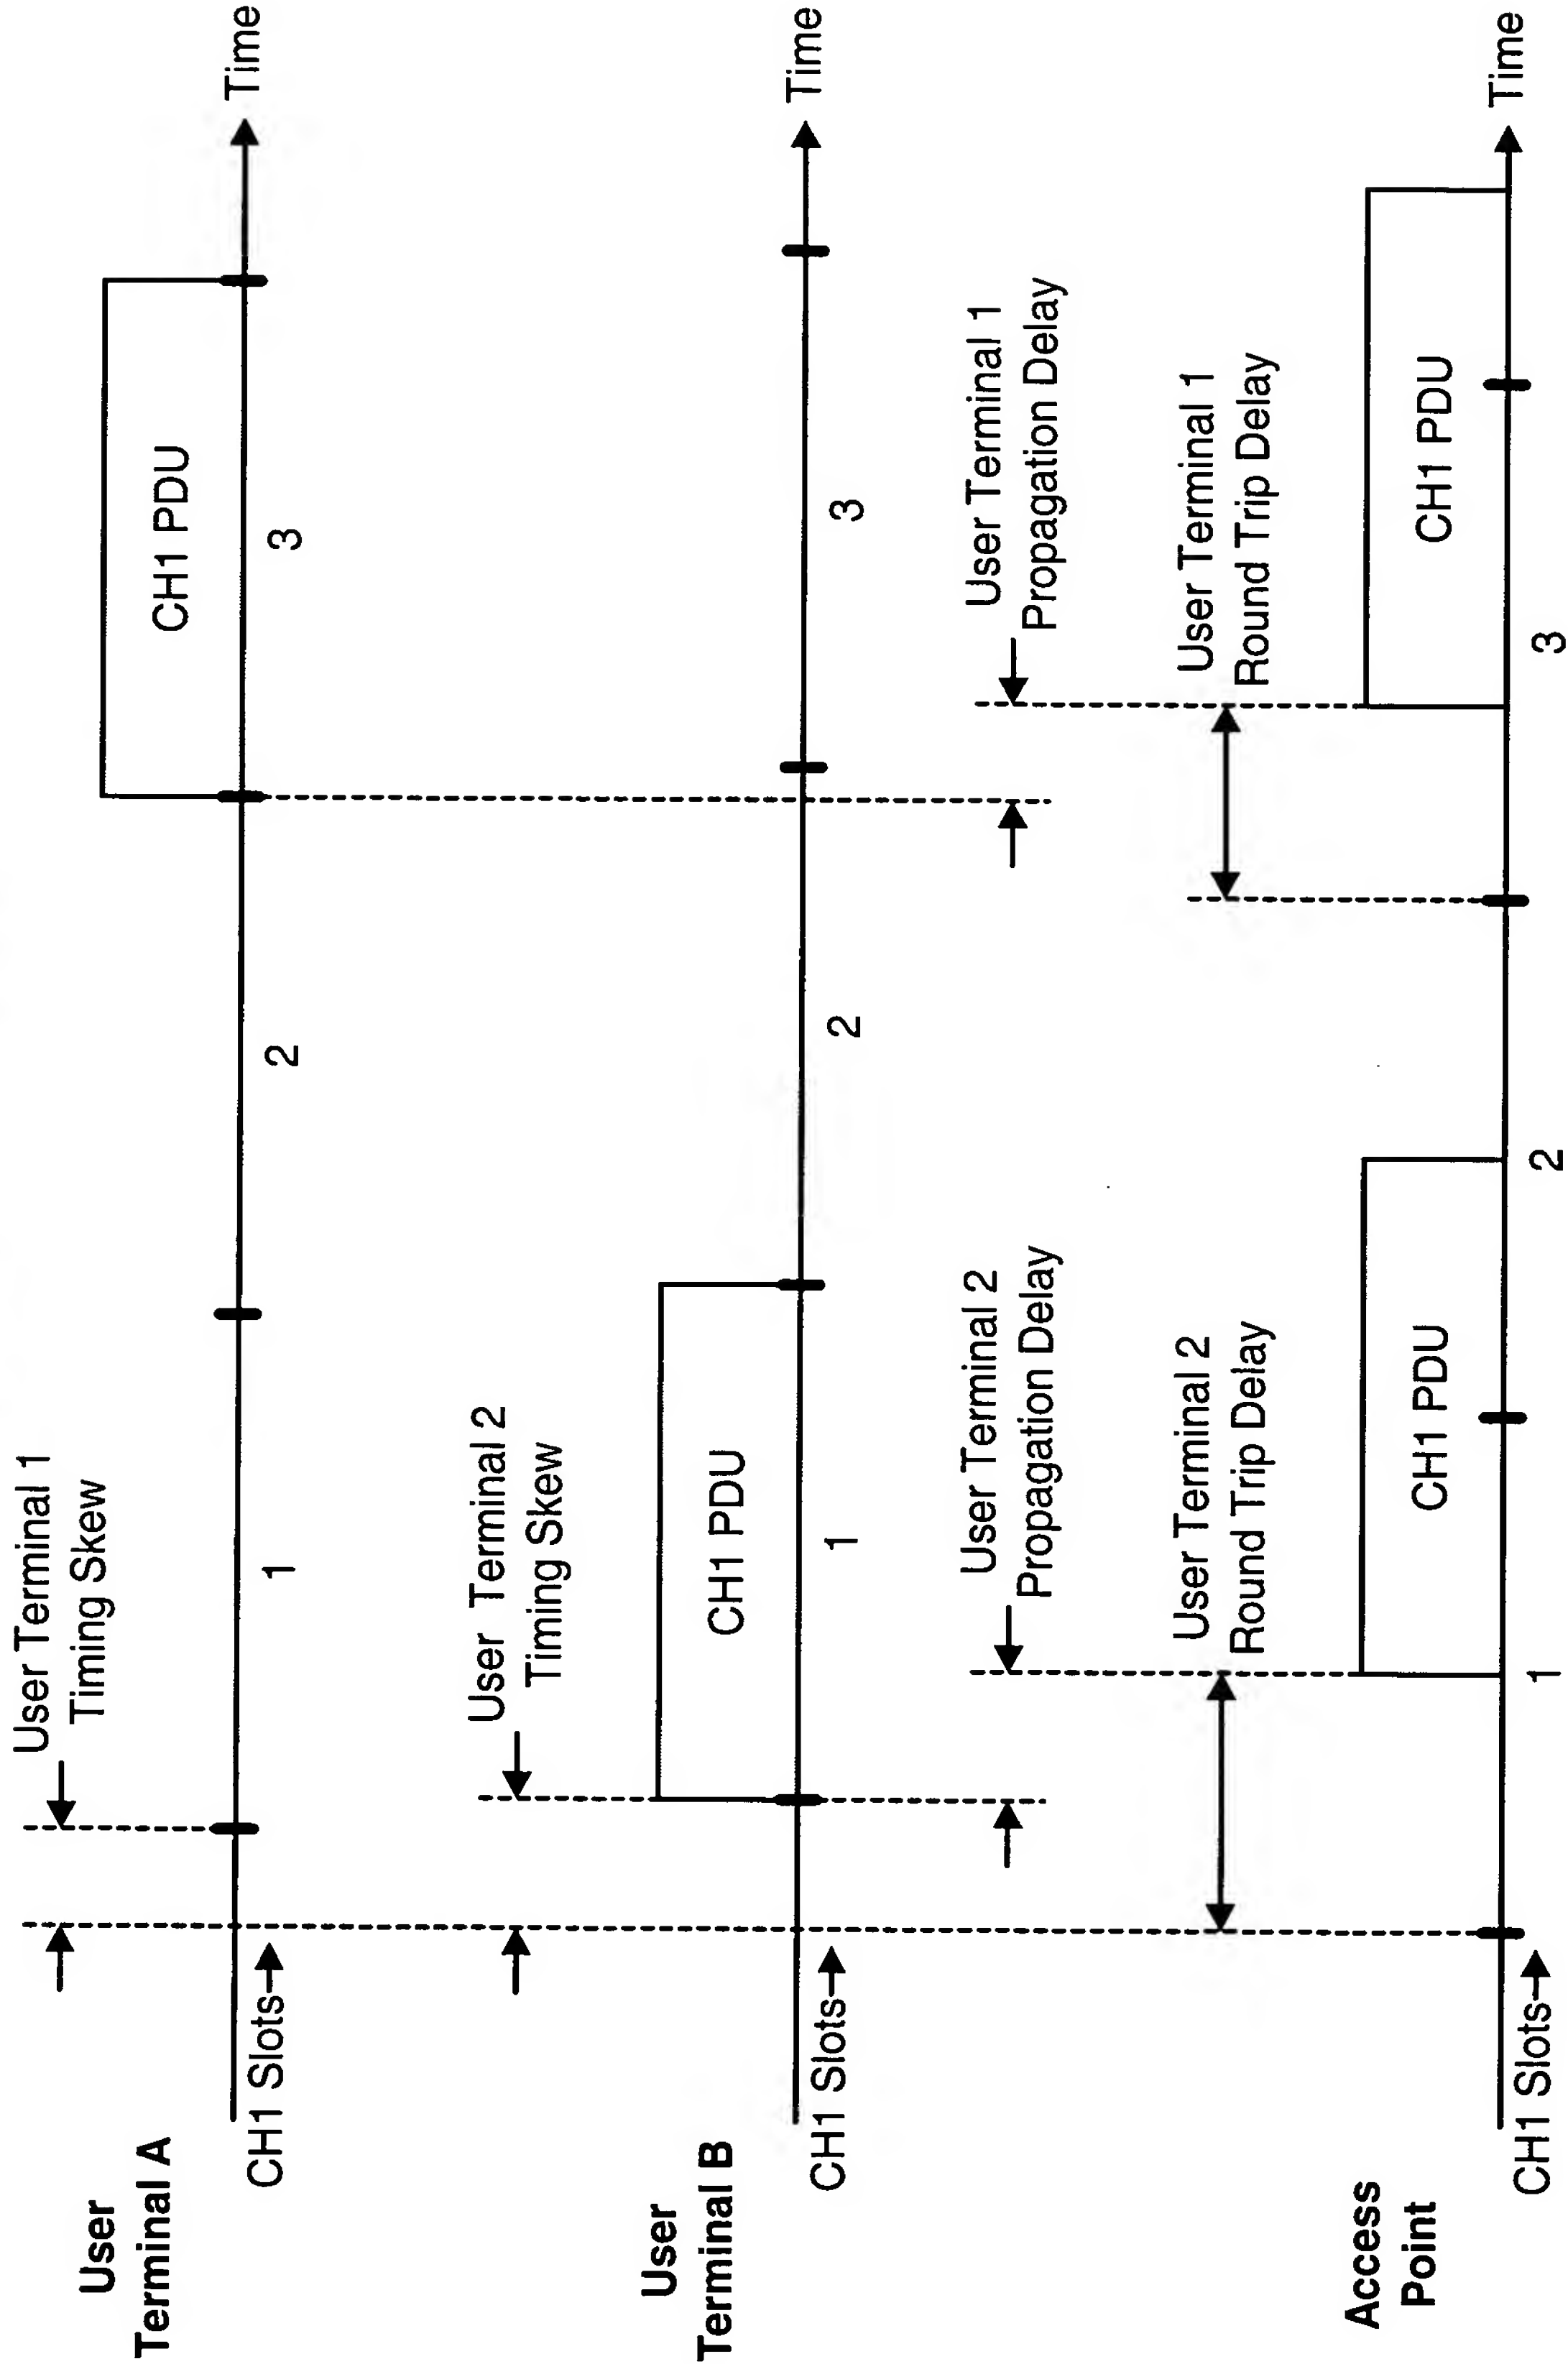 User Terminal 1
Timing Skew
User
Terminal A
CH1 Slots
1
2
CH1 PDU
3
Time
User Terminal 2
Timing Skew
User
Terminal B
CH1 Slots
CH1 PDU
1
2
3
Time
User Terminal 2
Propagation Delay
User Terminal 1
Propagation Delay
User Terminal 2
Round Trip Delay
User Terminal 1
Round Trip Delay
Access
Point
CH1 Slots
CH1 PDU
1
2
CH1 PDU
3
Time